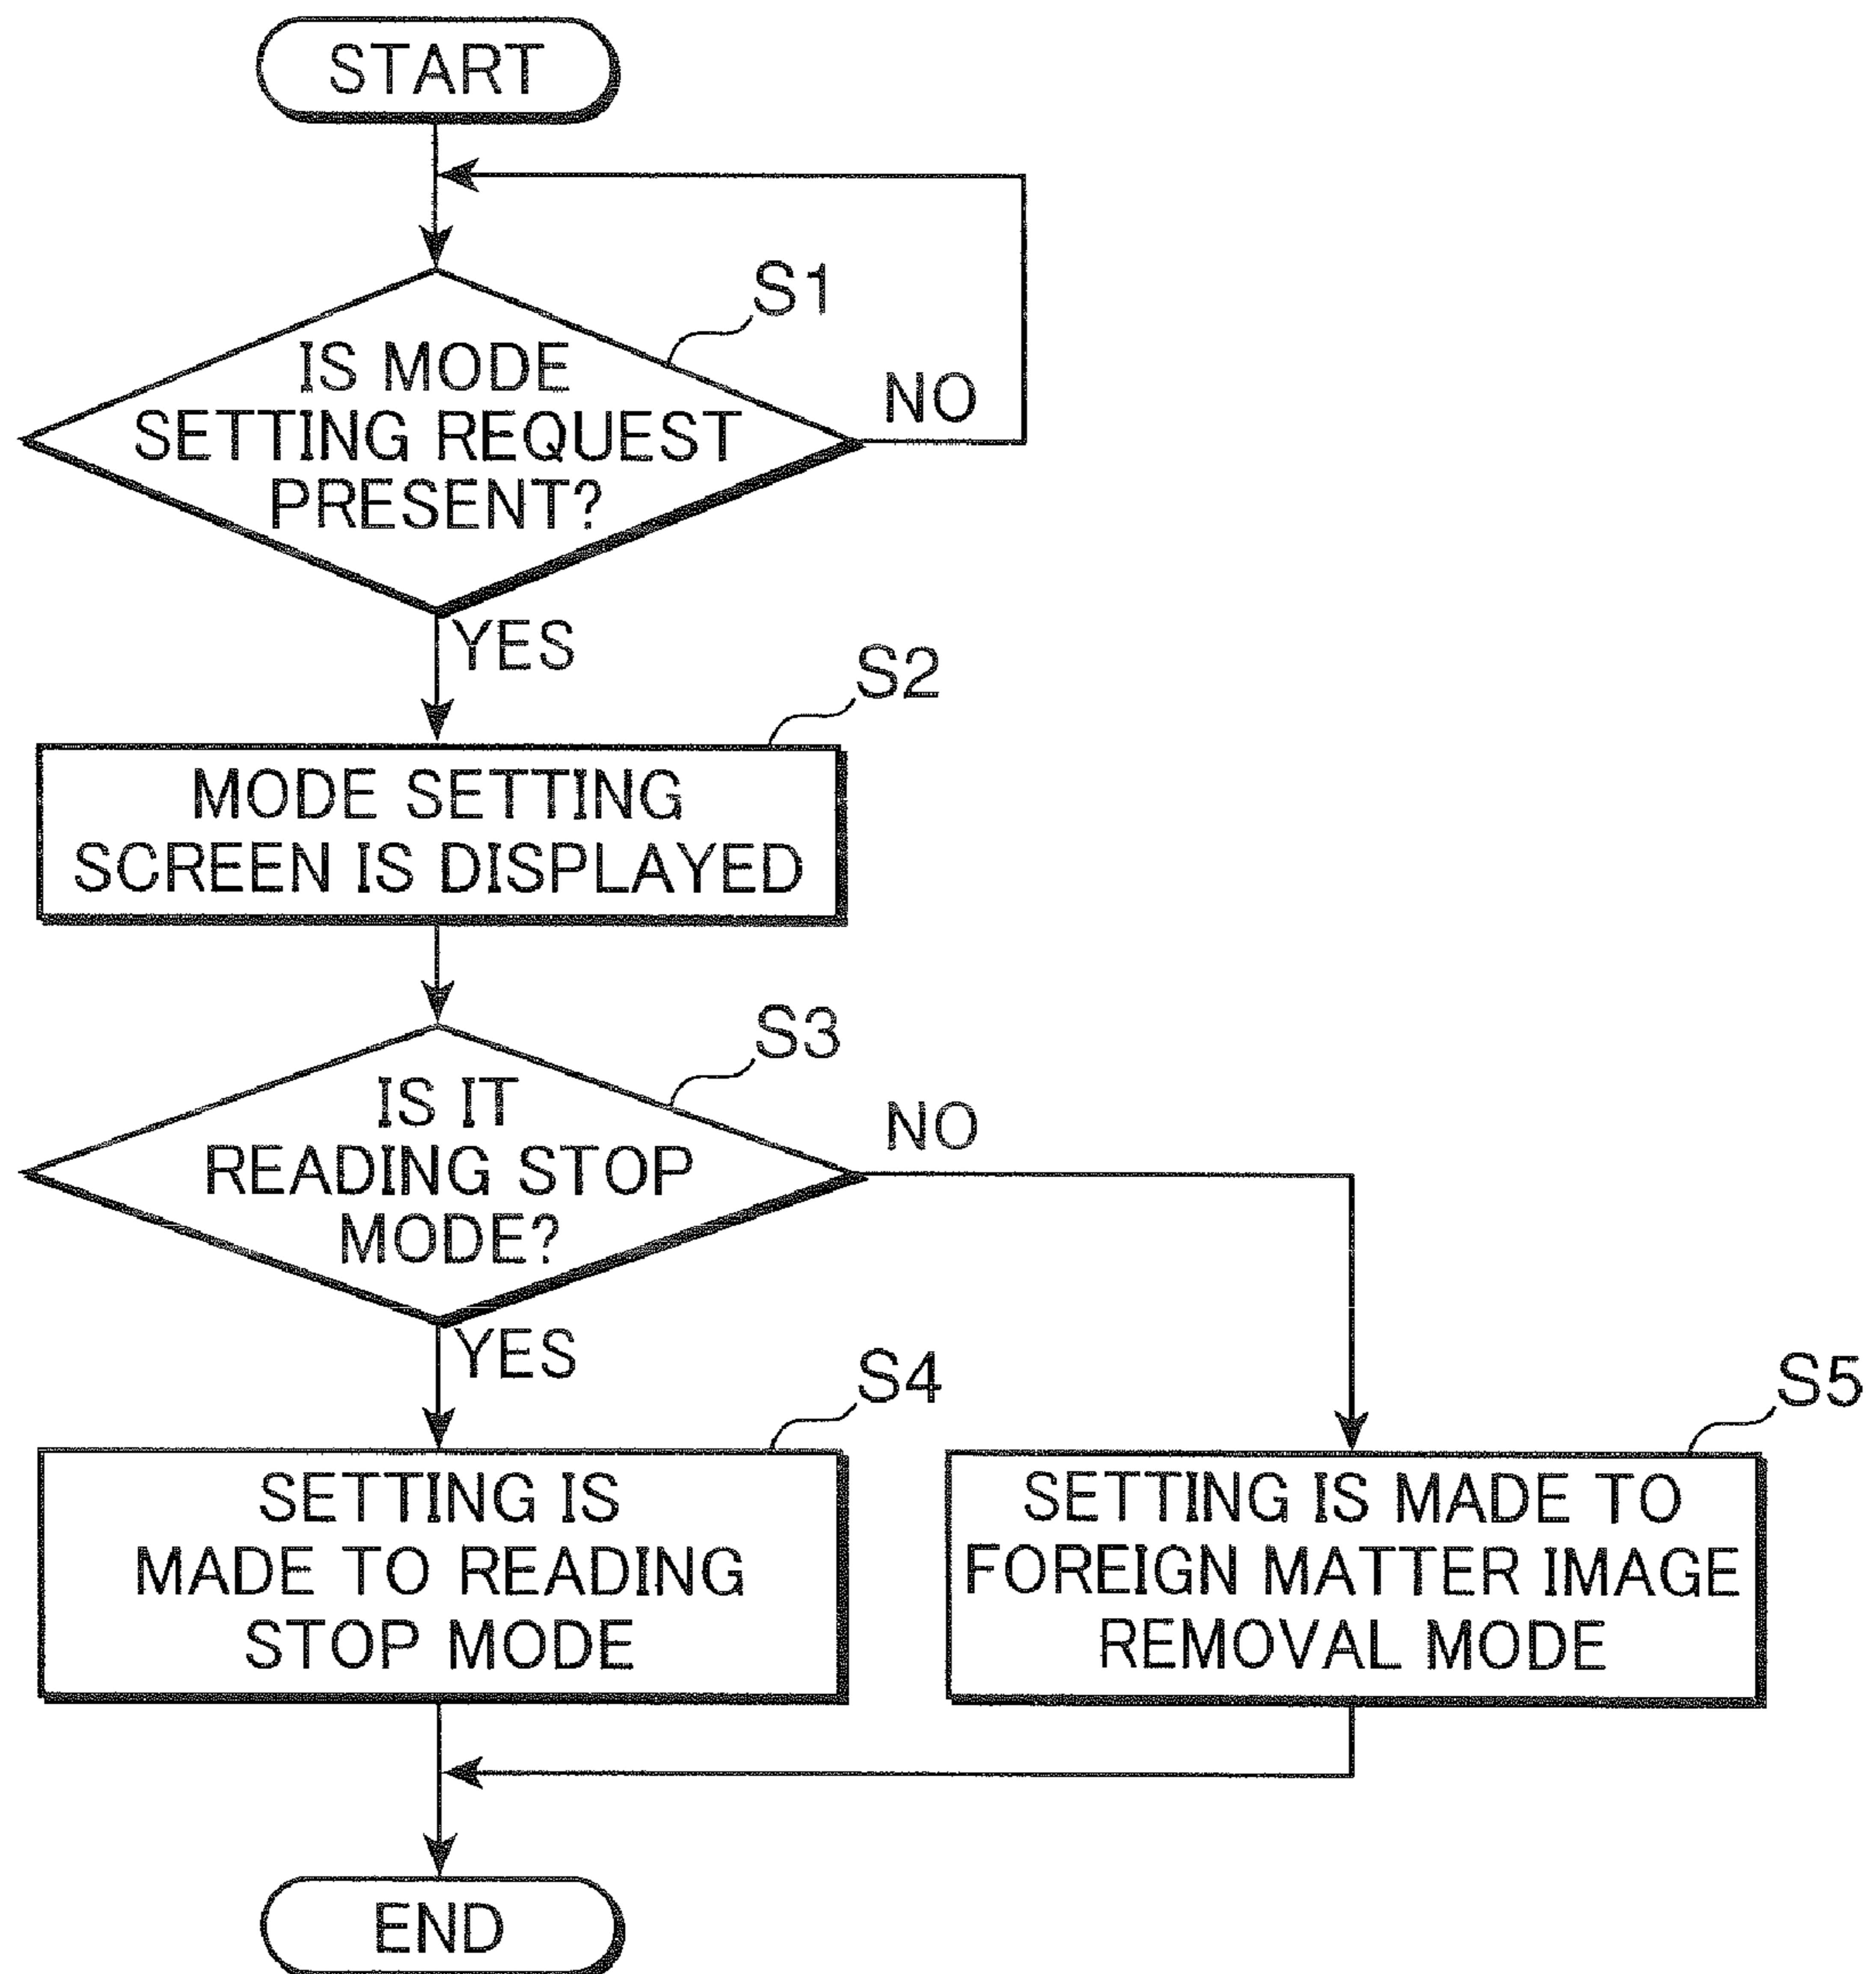 START
S1
IS MODE
SETTING REQUEST
PRESENT?
NO
YES
S2
MODE SETTING
SCREEN IS DISPLAYED
S3
IS IT
READING STOP
MODE?
NO
YES
S4
SETTING IS
MADE TO READING
STOP MODE
S5
SETTING IS MADE TO
FOREIGN MATTER IMAGE
REMOVAL MODE
END